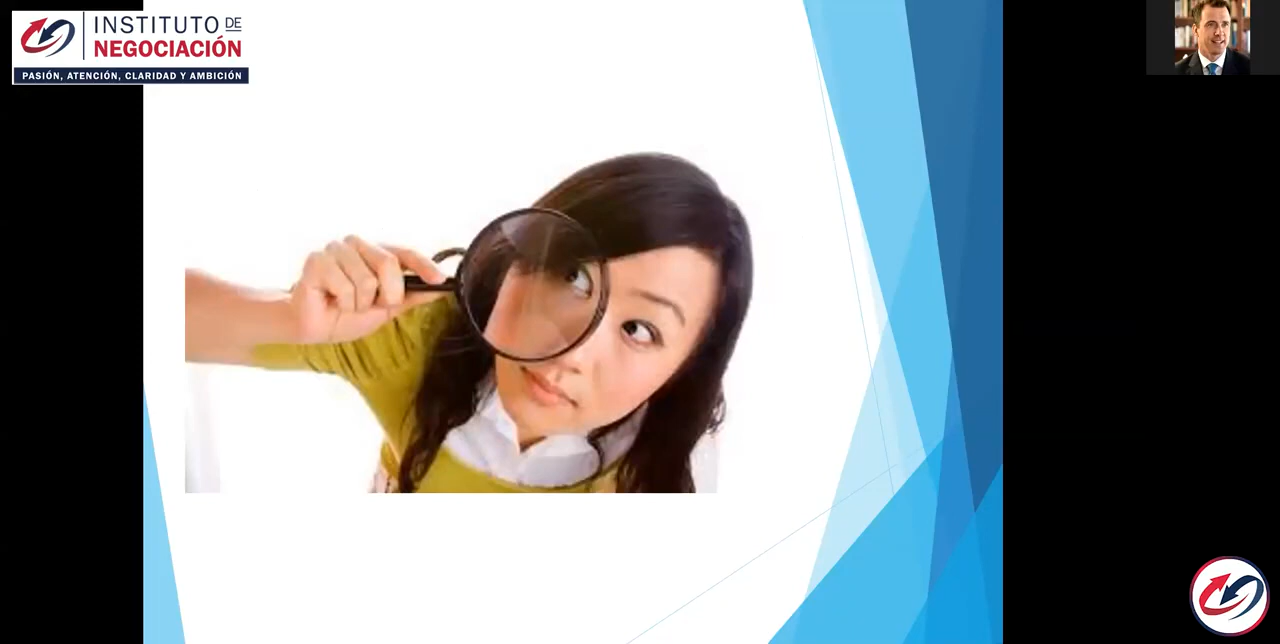 INSTITUTO DE
NEGOCIACIÓN
PASIÓN, ATENCIÓN, CLARIDAD Y AMBICIÓN